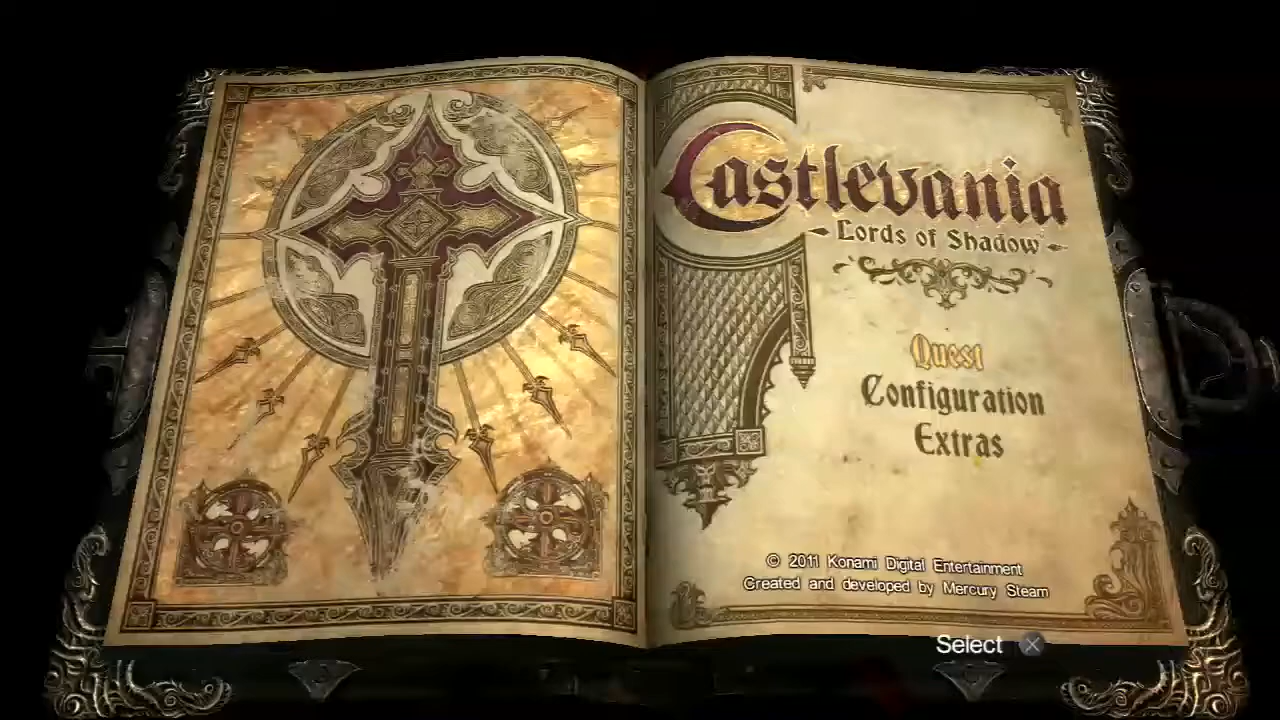 Castlevania
Lords of Shadow
Quest
Configuration
Extras
© 2011 Konami Digital Entertainment
Created and developed by Mercury Steam
Select